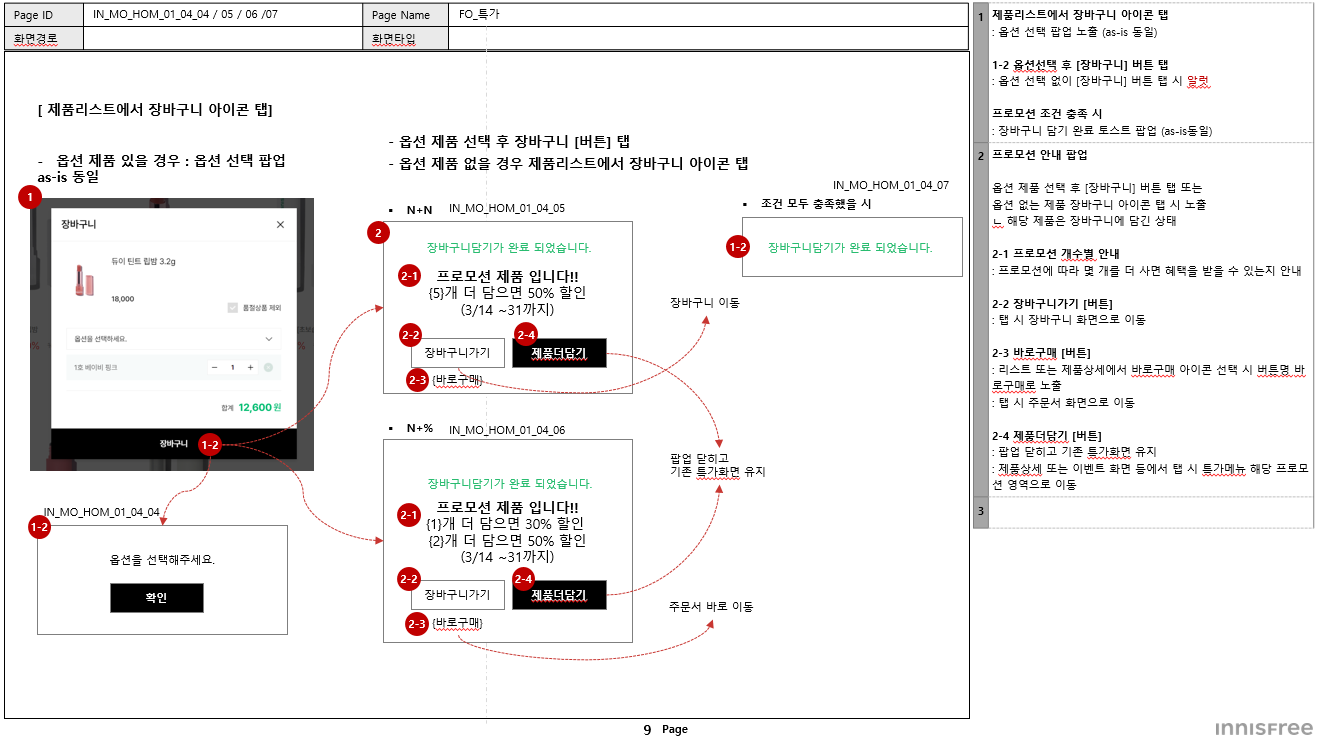 Page ID
IN_MO_HOM_01_04_04 / 05 / 06 /07
Page Name
FO_특가
화면경로
화면타입
[ 제품리스트에서 장바구니 아이콘 탭]
- 옵션 제품 있을 경우 : 옵션 선택 팝업
as-is 동일
- 옵션 제품 선택 후 장바구니 [버튼] 탭
- 옵션 제품 없을 경우 제품리스트에서 장바구니 아이콘 탭
1
장바구니
듀이 틴트 립밤 3.2g
18,000
품절상품 제외
옵션을 선택하세요.
1호 베이비 핑크
1
합계 12,600원
장바구니
1-2
IN_MO_HOM_01_04_04
1-2
옵션을 선택해주세요.
확인
▪ N+N IN_MO_HOM_01_04_05
2
장바구니담기가 완료 되었습니다.
2-1
프로모션 제품 입니다!!
{5}개 더 담으면 50% 할인
(3/14 ~31까지)
2-2
장바구니가기
2-4
제품더담기
2-3
{바로구매}
▪ N+% IN_MO_HOM_01_04_06
장바구니담기가 완료 되었습니다.
2-1
프로모션 제품 입니다!!
{1}개 더 담으면 30% 할인
{2}개 더 담으면 50% 할인
(3/14 ~31까지)
2-2
장바구니가기
2-4
제품더담기
2-3
{바로구매}
IN_MO_HOM_01_04_07
▪ 조건 모두 충족했을 시
1-2
장바구니담기가 완료 되었습니다.
장바구니 이동
팝업 닫히고
기존 특가화면 유지
주문서 바로 이동
1
제품리스트에서 장바구니 아이콘 탭
: 옵션 선택 팝업 노출 (as-is 동일)
1-2 옵션선택 후 [장바구니] 버튼 탭
: 옵션 선택 없이 [장바구니] 버튼 탭 시 알럿
프로모션 조건 충족 시
: 장바구니 담기 완료 토스트 팝업 (as-is동일)
2
프로모션 안내 팝업
옵션 제품 선택 후 [장바구니] 버튼 탭 또는
옵션 없는 제품 장바구니 아이콘 탭 시 노출
ㄴ 해당 제품은 장바구니에 담긴 상태
2-1 프로모션 개수별 안내
: 프로모션에 따라 몇 개를 더 사면 혜택을 받을 수 있는지 안내
2-2 장바구니가기 [버튼]
: 탭 시 장바구니 화면으로 이동
2-3 바로구매 [버튼]
: 리스트 또는 제품상세에서 바로구매 아이콘 선택 시 버튼명 바
로구매로 노출
: 탭 시 주문서 화면으로 이동
2-4 제품더담기 [버튼]
: 팝업 닫히고 기존 특가화면 유지
: 제품상세 또는 이벤트 화면 등에서 탭 시 특가메뉴 해당 프로모
션 영역으로 이동
3
9 Page
INNISFREE